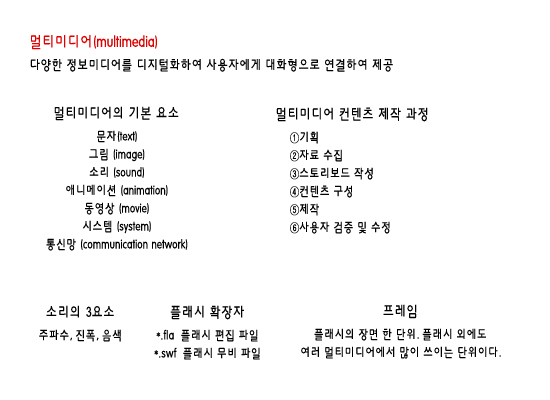 멀티미디어(multimedia)
다양한 정보미디어를 디지털화하여 사용자에게 대화형으로 연결하여 제공
멀티미디어의 기본 요소
문자(text)
그림 (image)
소리 (sound)
애니메이션 (animation)
동영상 (movie)
시스템 (system)
통신망 (communication network)
멀티미디어 컨텐츠 제작 과정
①기획
②자료 수집
③스토리보드 작성
④컨텐츠 구성
⑤제작
⑥사용자 검증 및 수정
소리의 3요소
주파수, 진폭, 음색
플래시 확장자
*.fla 플래시 편집 파일
*.swf 플래시 무비 파일
프레임
플래시의 장면 한 단위. 플래시 외에도
여러 멀티미디어에서 많이 쓰이는 단위이다.